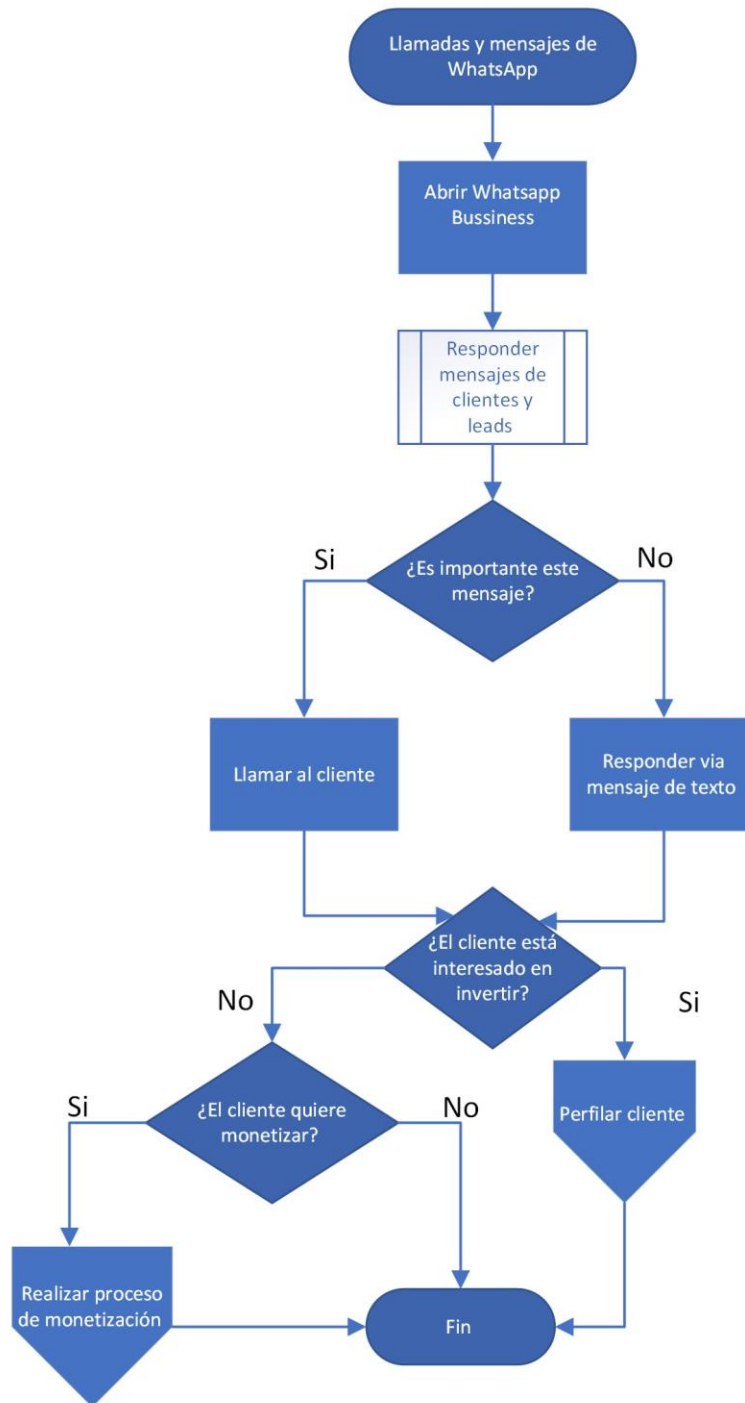 Llamadas y mensajes de
WhatsApp
Abrir Whatsapp
Bussiness
Responder
mensajes de
clientes y
leads
Si
No
¿Es importante este
mensaje?
Llamar al cliente
Responder via
mensaje de texto
¿El cliente está
interesado en
invertir?
No
Si
Si
¿El cliente quiere
monetizar?
No
Perfilar cliente
Realizar proceso
de monetización
Fin